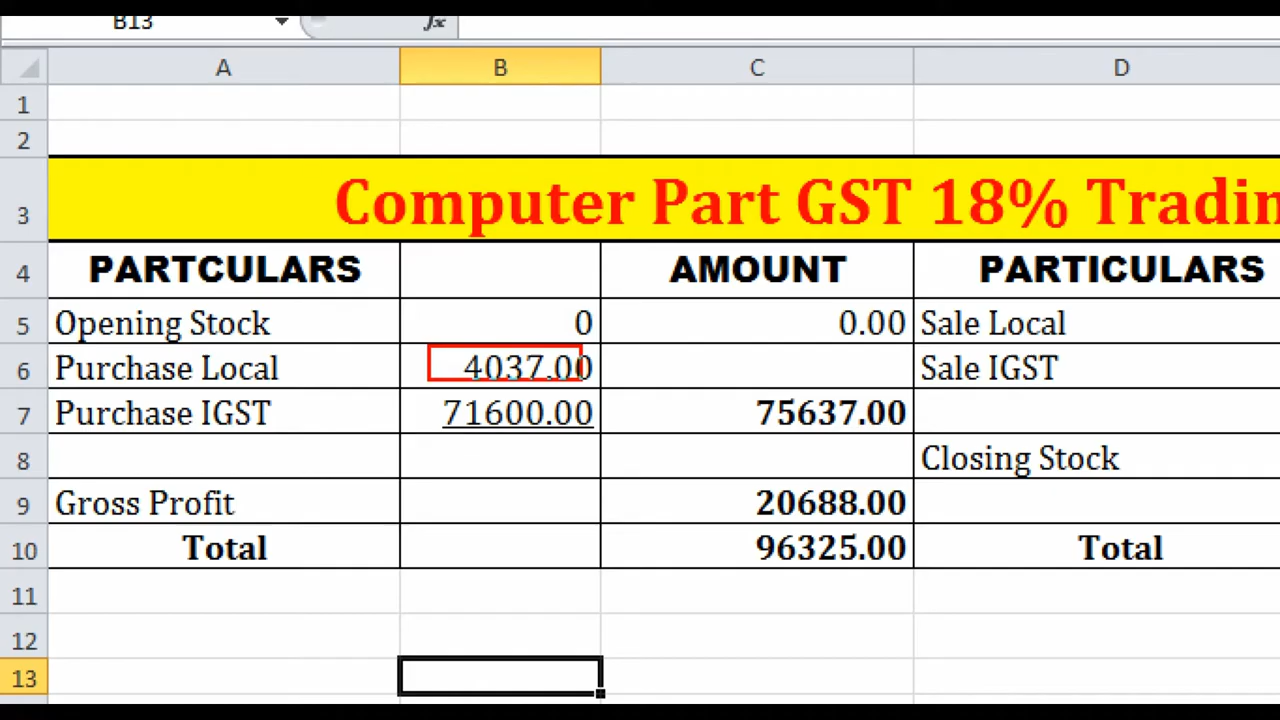 B13 fx
A B C D
1
2
3 Computer Part GST 18% Tradin
4 PARTCULARS AMOUNT PARTICULARS
5 Opening Stock 0 0.00 Sale Local
6 Purchase Local 4037.00 Sale IGST
7 Purchase IGST 71600.00 75637.00
8 Closing Stock
9 Gross Profit 20688.00
10 Total 96325.00 Total
11
12
13